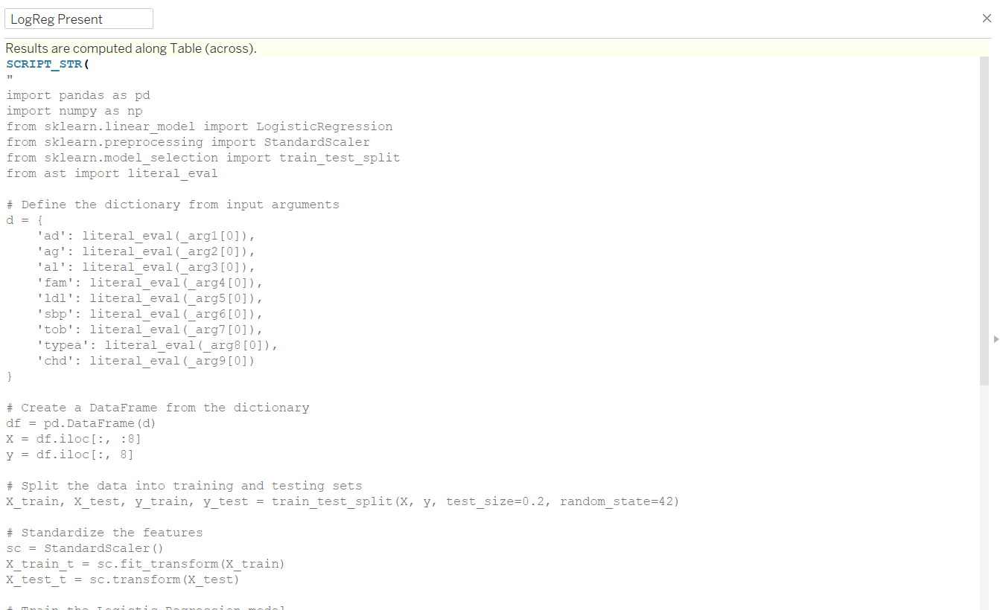 LogReg Present
Results are computed along Table (across).
SCRIPT_STR(
"
import pandas as pd
import numpy as np
from sklearn.linear_model import LogisticRegression
from sklearn.preprocessing import StandardScaler
from sklearn.model_selection import train_test_split
from ast import literal_eval
# Define the dictionary from input arguments
d = {
    'ad': literal_eval(_arg1[0]),
    'ag': literal_eval(_arg2[0]),
    'al': literal_eval(_arg3[0]),
    'fam': literal_eval(_arg4[0]),
    'ldl': literal_eval(_arg5[0]),
    'sbp': literal_eval(_arg6[0]),
    'tob': literal_eval(_arg7[0]),
    'typea': literal_eval(_arg8[0]),
    'chd': literal_eval(_arg9[0])
}
# Create a DataFrame from the dictionary
df = pd.DataFrame(d)
X = df.iloc[:, :8]
y = df.iloc[:, 8]
# Split the data into training and testing sets
X_train, X_test, y_train, y_test = train_test_split(X, y, test_size=0.2, random_state=42)
# Standardize the features
sc = StandardScaler()
X_train_t = sc.fit_transform(X_train)
X_test_t = sc.transform(X_test)
# Train the Logistic Regression model